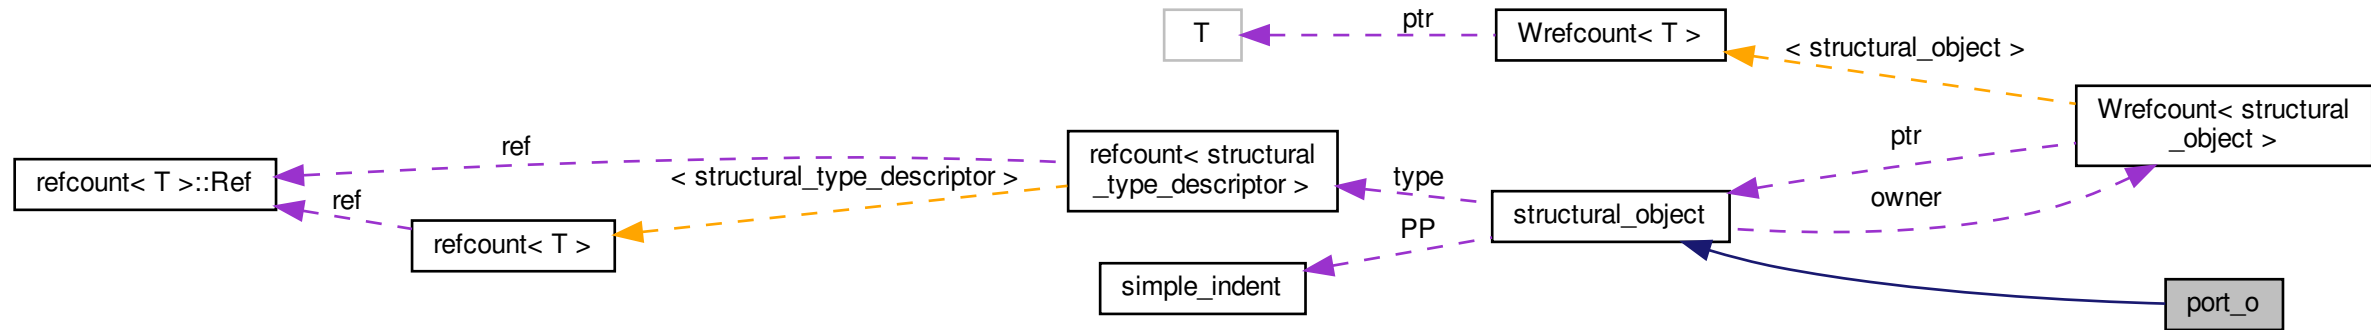 T
ptr
Wrefcount< T >
< structural_object >
Wrefcount< structural
_object >
ptr
owner
refcount< T >::Ref
ref
ref
< structural_type_descriptor >
refcount< T >
refcount< structural
_type_descriptor >
type
PP
structural_object
simple_indent
port_o